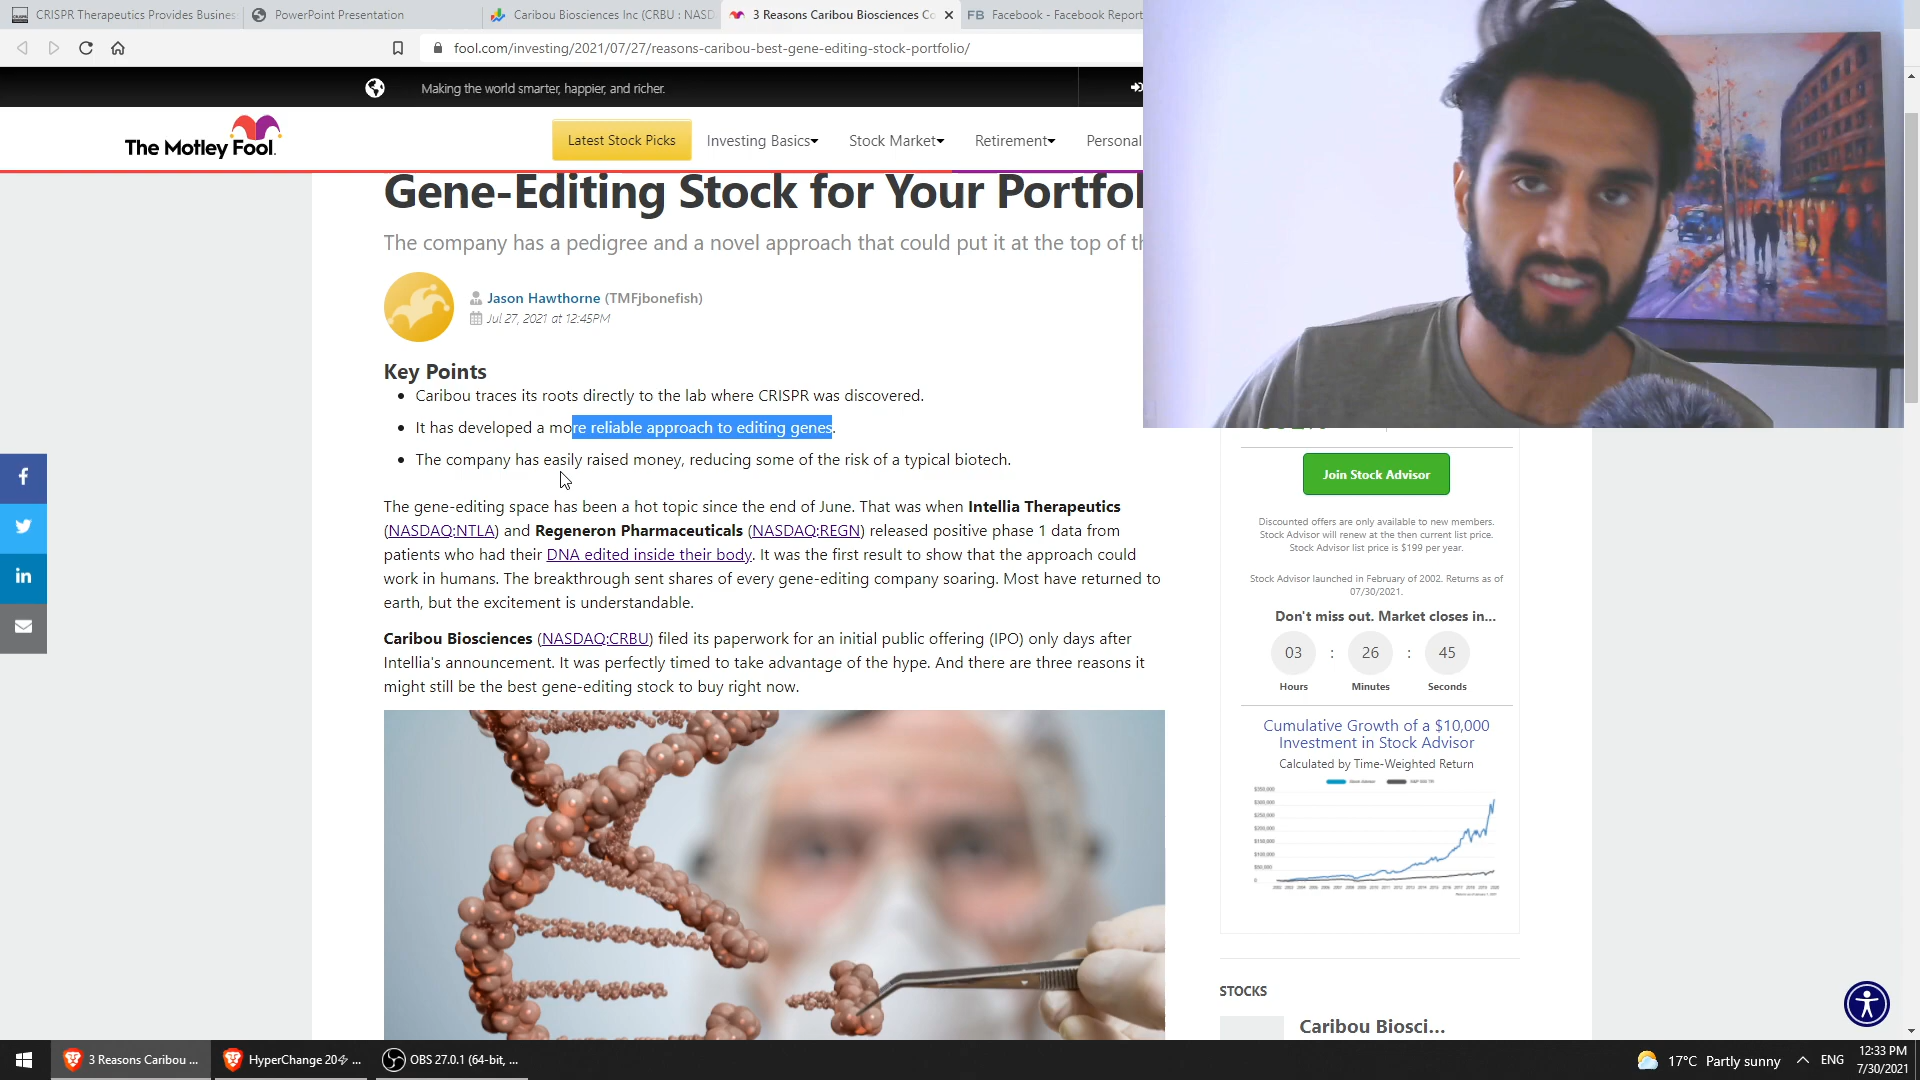 CRISPR Therapeutics Provides Busines
PowerPoint Presentation
Caribou Biosciences Inc (CRBU : NASD
3 Reasons Caribou Biosciences Co
FB Facebook - Facebook Report
fool.com/investing/2021/07/27/reasons-caribou-best-gene-editing-stock-portfolio/
Making the world smarter, happier, and richer.
The Motley Fool.
Latest Stock Picks
Investing Basics
Stock Market
Retirement
Personal
Gene-Editing Stock for Your Portfol
The company has a pedigree and a novel approach that could put it at the top of th
Jason Hawthorne (TMFjbonefish)
Jul 27, 2021 at 12:45PM
Key Points
Caribou traces its roots directly to the lab where CRISPR was discovered.
It has developed a more reliable approach to editing genes.
The company has easily raised money, reducing some of the risk of a typical biotech.
The gene-editing space has been a hot topic since the end of June. That was when Intellia Therapeutics
(NASDAQ:NTLA) and Regeneron Pharmaceuticals (NASDAQ:REGN) released positive phase 1 data from
patients who had their DNA edited inside their body. It was the first result to show that the approach could
work in humans. The breakthrough sent shares of every gene-editing company soaring. Most have returned to
earth, but the excitement is understandable.
Caribou Biosciences (NASDAQ:CRBU) filed its paperwork for an initial public offering (IPO) only days after
Intellia's announcement. It was perfectly timed to take advantage of the hype. And there are three reasons it
might still be the best gene-editing stock to buy right now.
Join Stock Advisor
Discounted offers are only available to new members.
Stock Advisor will renew at the then current list price.
Stock Advisor list price is $199 per year.
Stock Advisor launched in February of 2002. Returns as of
07/30/2021.
Don't miss out. Market closes in...
03 : 26 : 45
Hours Minutes Seconds
Cumulative Growth of a $10,000
Investment in Stock Advisor
Calculated by Time-Weighted Return
STOCKS
Caribou Biosci...
3 Reasons Caribou ...
HyperChange 20⚡ ...
OBS 27.0.1 (64-bit, ...
17°C Partly sunny
ENG
12:33 PM
7/30/2021